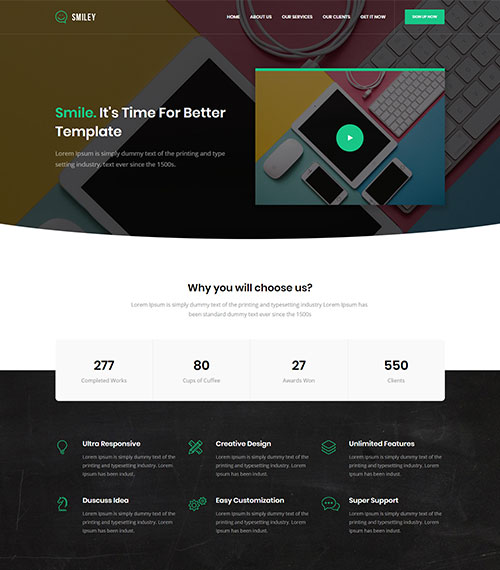 SMILEY
HOME ABOUT US OUR SERVICES OUR CLIENTS GET IT NOW SIGN UP NOW
Smile. It's Time For Better
Template
Lorem Ipsum is simply dummy text of the printing and type
setting industry. text ever since the 1500s.
Why you will choose us?
Lorem Ipsum is simply dummy text of the printing and typesetting industry Lorem Ipsum has
been standard dummy text ever since the 1500s
277 80 27 550
Completed Works Cupx of Cuffee Awards Won Clients
Ultra Responsive Creative Design Unlimited Features
Lorem Ipsum is simply dummy text of the Lorem Ipsum is simply dummy text of the Lorem Ipsum is simply dummy text of the
printing and typesetting industry. Lorem printing and typesetting industry. Lorem printing and typesetting industry. Lorem
Ipsum has been industry. Ipsum has been industry. Ipsum has been industry.
Duscuss Idea Easy Customization Super Support
Lorem Ipsum is simply dummy text of the Lorem Ipsum is simply dummy text of the Lorem Ipsum is simply dummy text of the
printing and typesetting industry. Lorem printing and typesetting industry. Lorem printing and typesetting industry. Lorem
Ipsum has been industry. Ipsum has been industry. Ipsum has been industry.